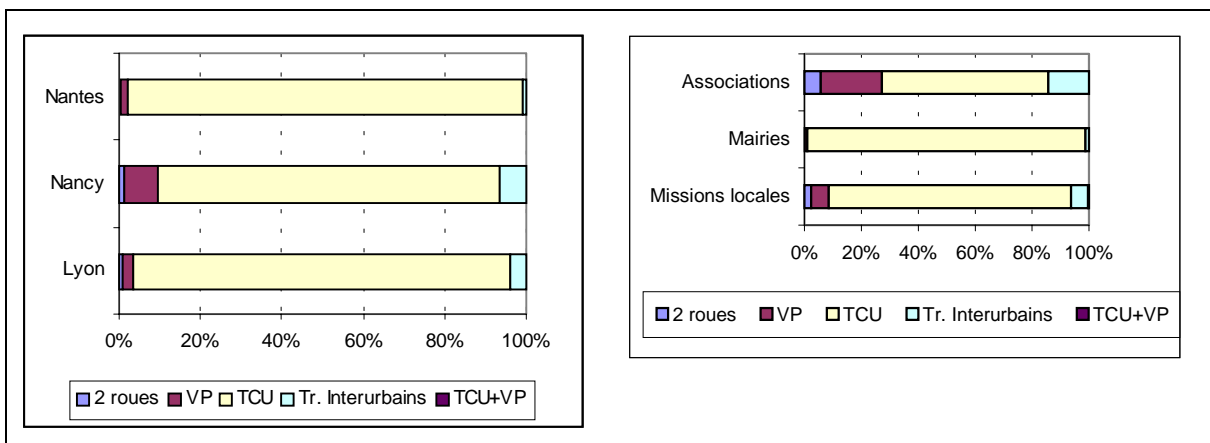 Nantes
Nancy
Lyon
0% 20% 40% 60% 80% 100%
2 roues VP TCU Tr. Interurbains TCU+VP
Associations
Mairies
Missions locales
0% 20% 40% 60% 80% 100%
2 roues VP TCU Tr. Interurbains TCU+VP